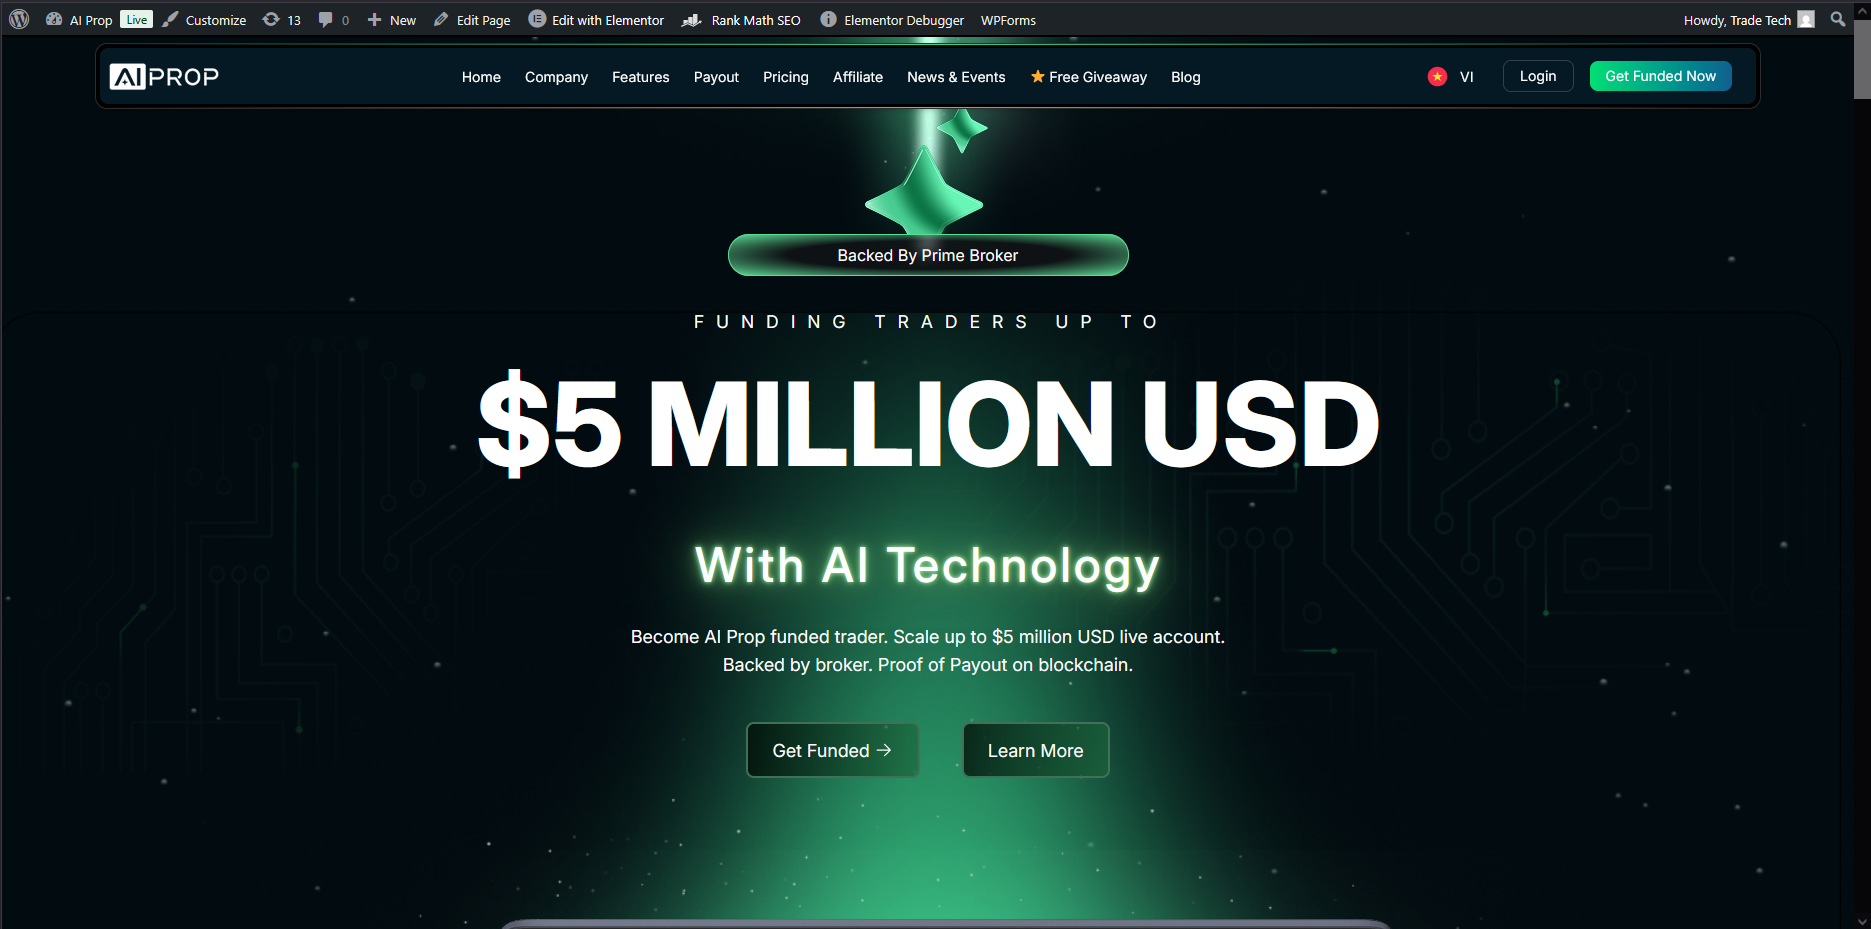 AI Prop Live Customize 13 0 New Edit Page Edit with Elementor Rank Math SEO Elementor Debugger WPForms Howdy, Trade Tech
AIPROP Home Company Features Payout Pricing Affiliate News & Events ⭐ Free Giveaway Blog VI Login Get Funded Now
Backed By Prime Broker
FUNDING TRADERS UP TO
$5 MILLION USD
With AI Technology
Become AI Prop funded trader. Scale up to $5 million USD live account.
Backed by broker. Proof of Payout on blockchain.
Get Funded → Learn More